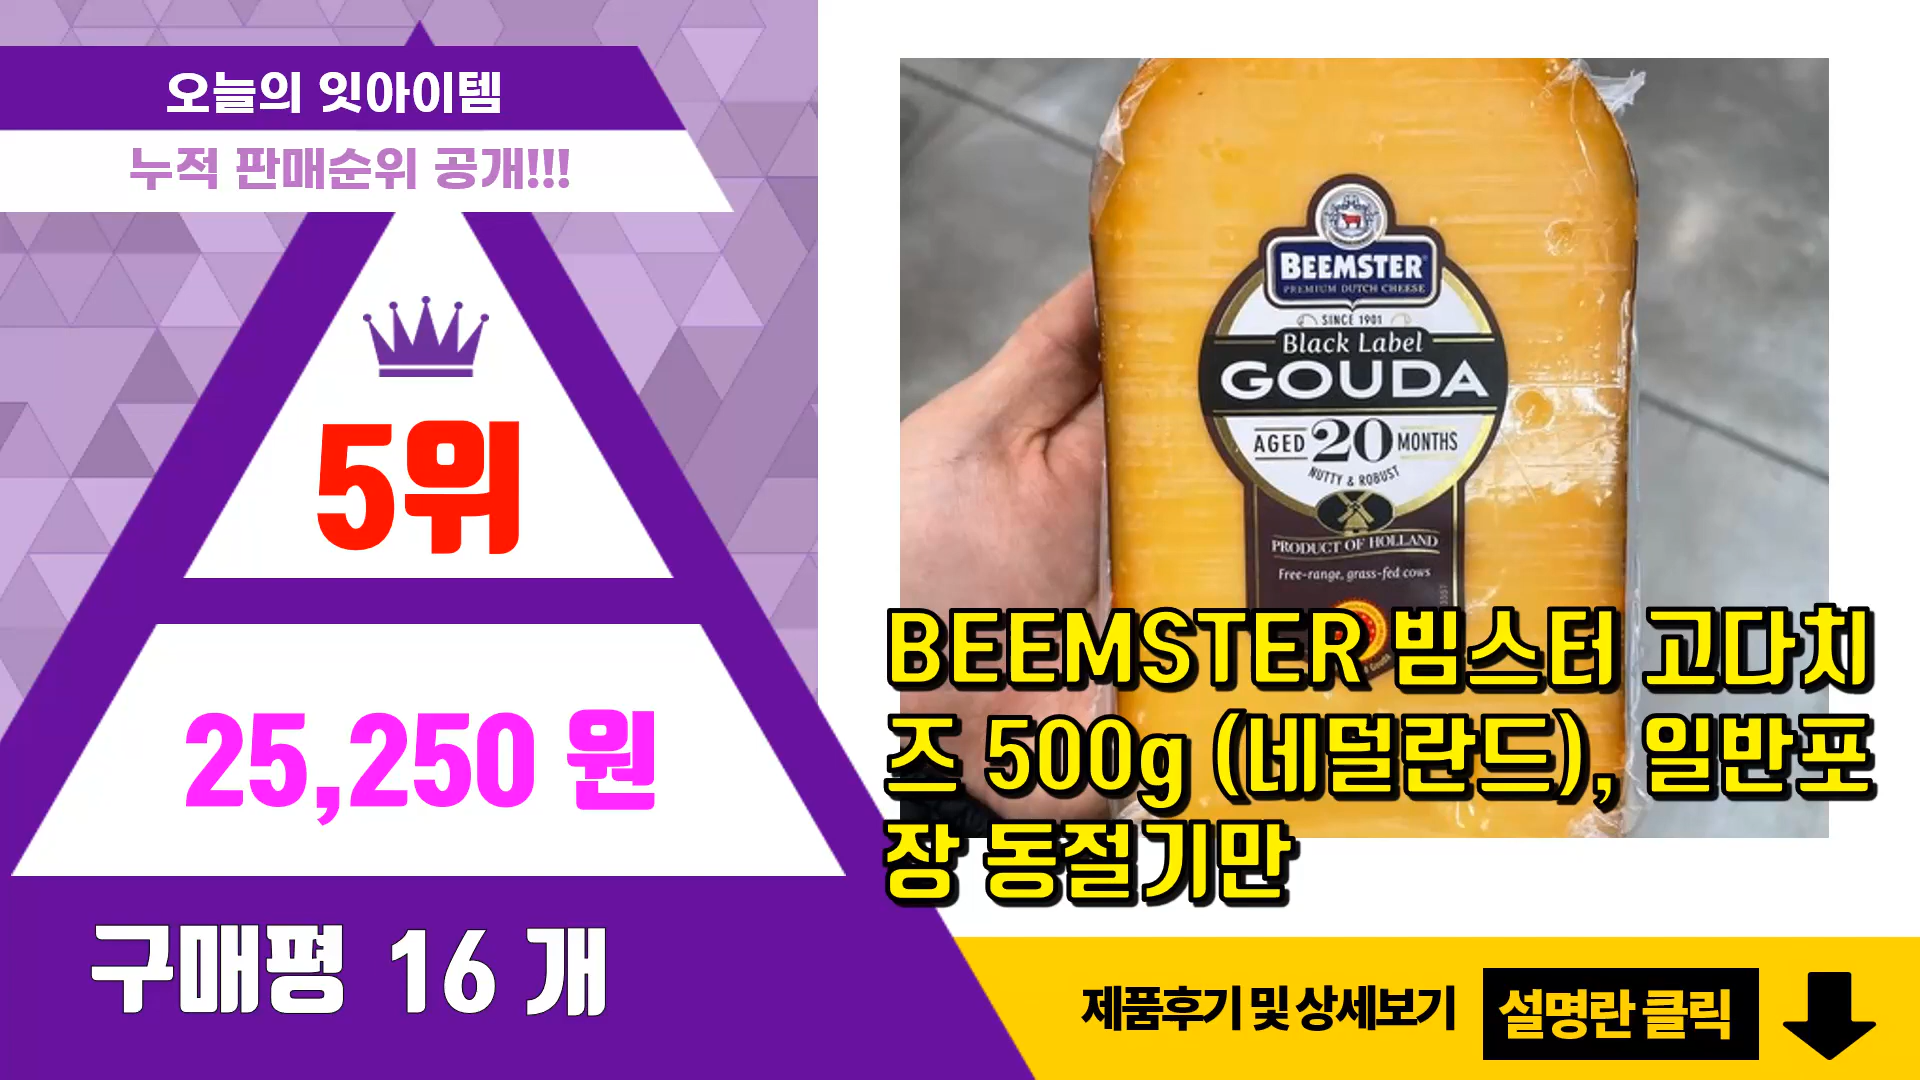 오늘의 잇아이템
누적 판매순위 공개!!!
5위
25,250 원
구매평 16 개
BEEMSTER
PREMIUM DUTCH CHEESE
SINCE 1901
Black Label
GOUDA
AGED 20 MONTHS
NUTTY & ROBUST
PRODUCT OF HOLLAND
Free-range, grass-fed cows
BEEMSTER 빔스터 고다치
즈 500g (네덜란드), 일반포
장 동절기만
제품후기 및 상세보기
설명란 클릭